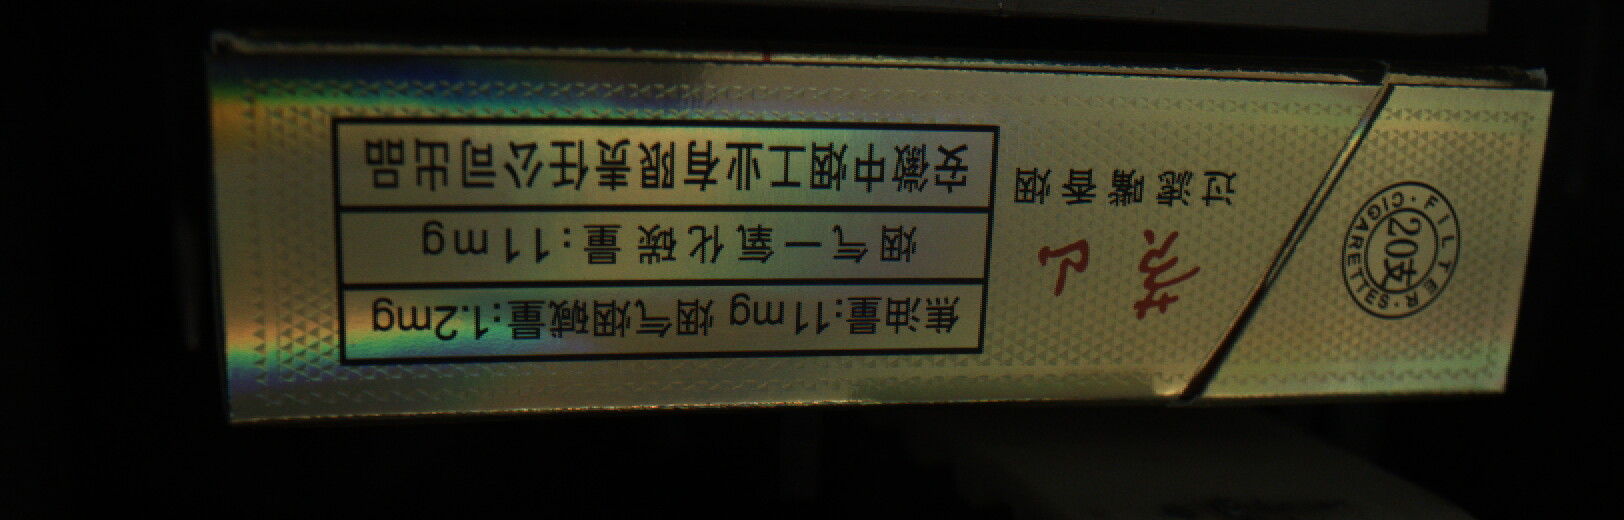 FILTER CIGARETTES
20支
过滤嘴香烟
焦油量:11mg 烟气烟碱量:1.2mg
烟气一氧化碳量:11mg
安徽中烟工业有限责任公司出品